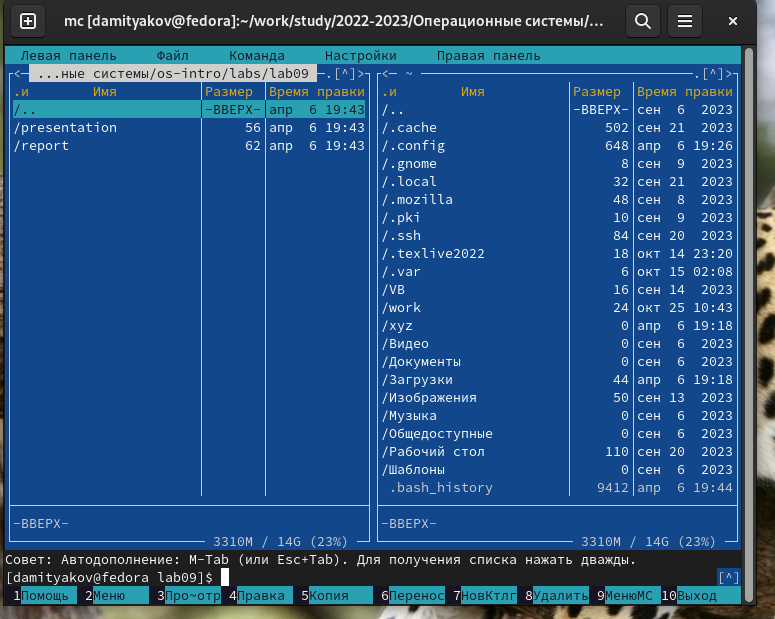 mc [damityakov@fedora]:~/work/study/2022-2023/Операционные системы/...
Левая панель Файл Команда Настройки Правая панель
<— ...ные системы/os-intro/labs/lab09 —.[^]> <— ~ —.[^]>
.и Имя Размер Время правки .и Имя Размер Время правки
/.. -ВВЕРХ- апр 6 19:43 /.. -ВВЕРХ- сен 6 2023
/presentation 56 апр 6 19:43 /.cache 502 сен 21 2023
/report 62 апр 6 19:43 /.config 648 апр 6 19:26
/.gnome 8 сен 9 2023
/.local 32 сен 21 2023
/.mozilla 48 сен 8 2023
/.pki 10 сен 9 2023
/.ssh 84 сен 20 2023
/.texlive2022 18 окт 14 23:20
/.var 6 окт 15 02:08
/VB 16 сен 14 2023
/work 24 окт 25 10:43
/xyz 0 апр 6 19:18
/Видео 0 сен 6 2023
/Документы 0 сен 6 2023
/Загрузки 44 апр 6 19:18
/Изображения 50 сен 13 2023
/Музыка 0 сен 6 2023
/Общедоступные 0 сен 6 2023
/Рабочий стол 110 сен 20 2023
/Шаблоны 0 сен 6 2023
.bash_history 9412 апр 6 19:44
-ВВЕРХ- -ВВЕРХ-
3310M / 14G (23%) 3310M / 14G (23%)
Совет: Автодополнение: M-Tab (или Esc+Tab). Для получения списка нажать дважды.
[damityakov@fedora lab09]$ [^]
1Помощь 2Меню 3Про~отр 4Правка 5Копия 6Перенос 7НовКтлг 8Удалить 9МенюМС 10Выход